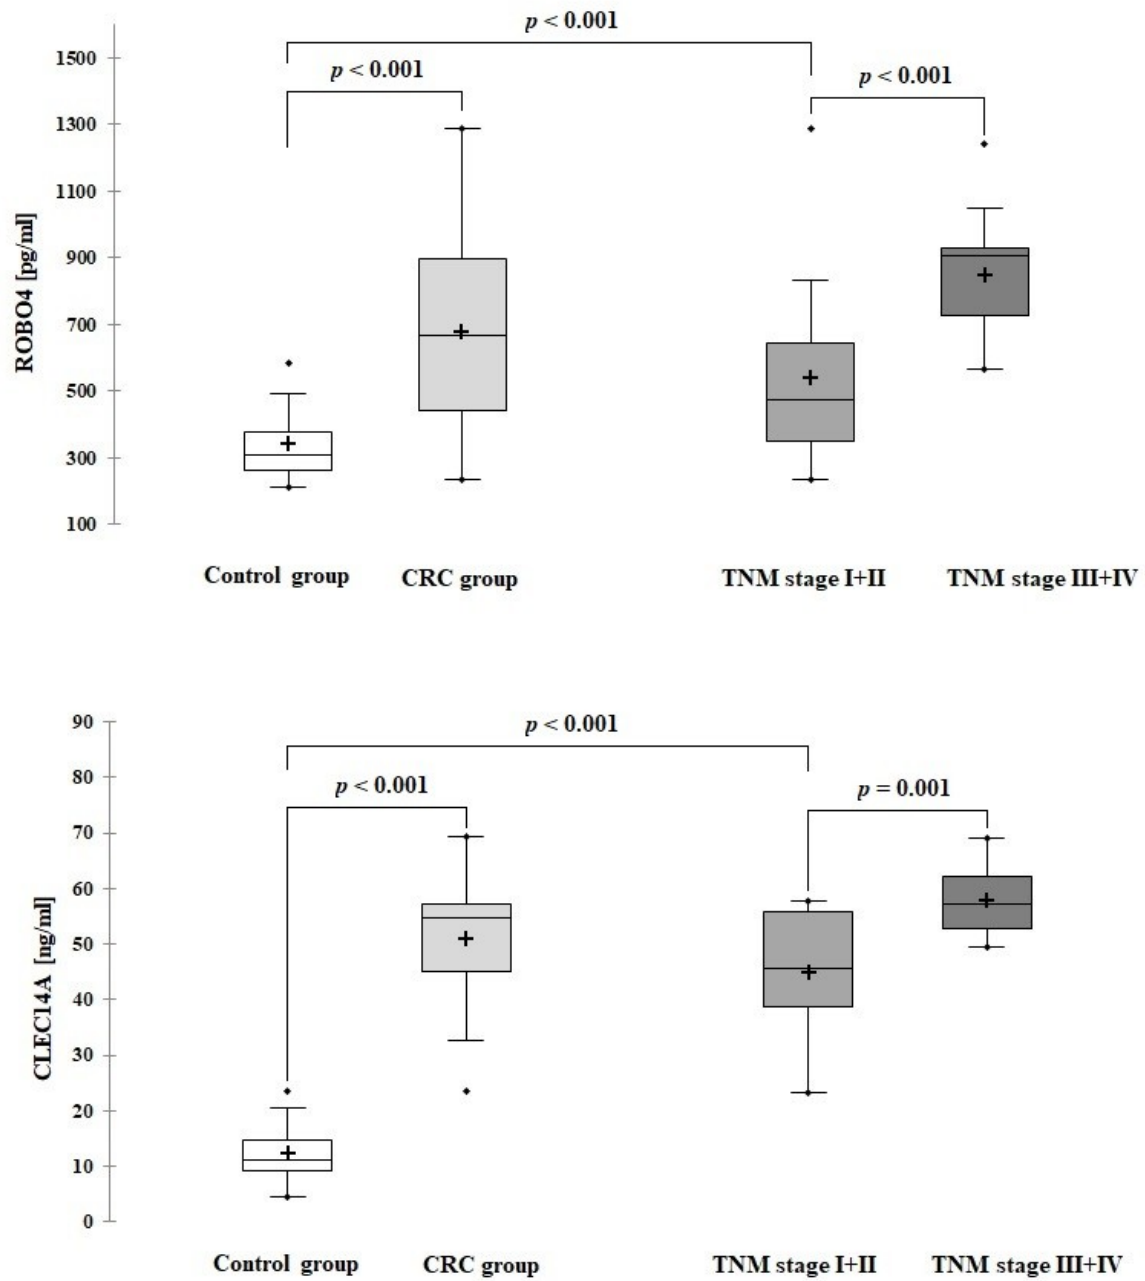 p < 0.001
p < 0.001
p < 0.001
ROBO4 [pg/ml]
1500
1300
1100
900
700
500
300
100
Control group
CRC group
TNM stage I+II
TNM stage III+IV
p < 0.001
p < 0.001
p = 0.001
CLEC14A [ng/ml]
90
80
70
60
50
40
30
20
10
0
Control group
CRC group
TNM stage I+II
TNM stage III+IV